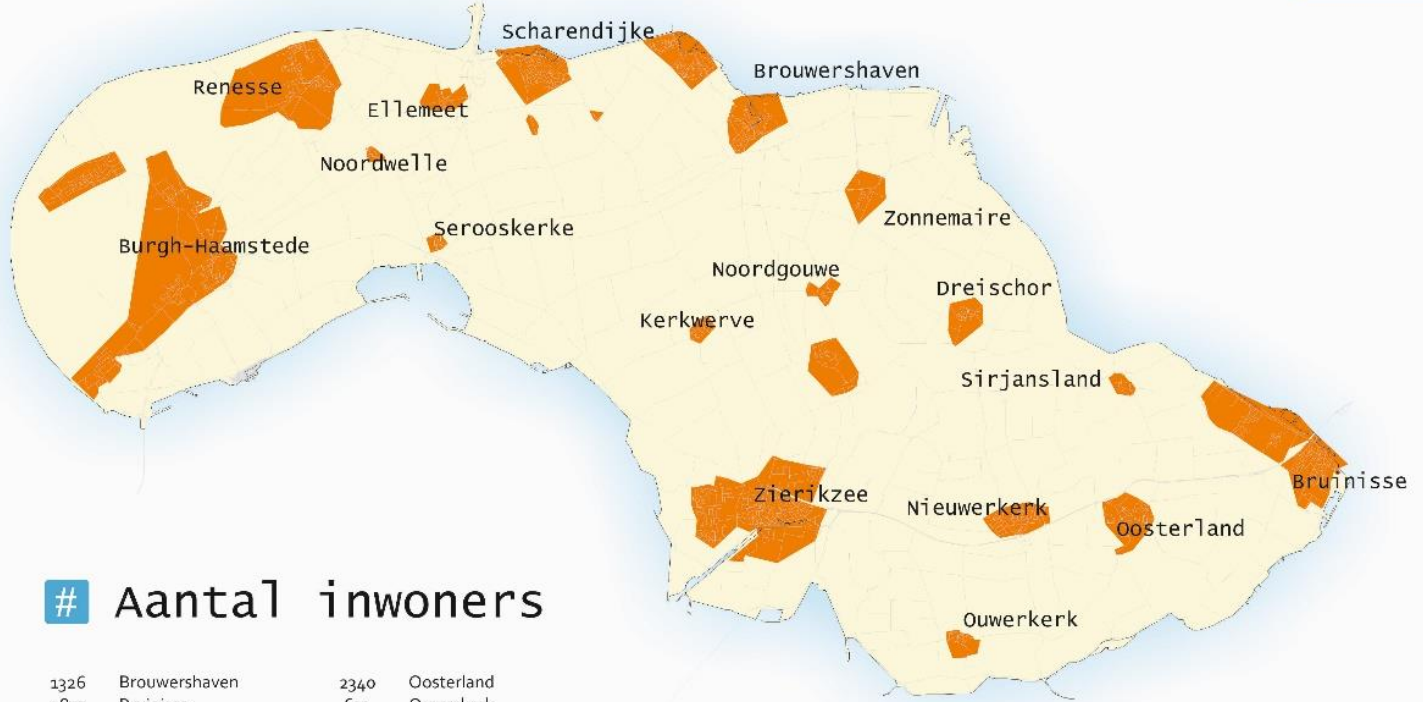 Scharendijke
Brouwershaven
Renesse
Ellemeet
Noordwelle
Serooskerke
Zonnemaire
Burgh-Haamstede
Noordgouwe
Dreischor
Kerkwerve
Sirjansland
Bruinisse
Zierikzee
Nieuwerkerk
Oosterland
Ouwerkerk
# Aantal inwoners
1326 Brouwershaven 2340 Oosterland